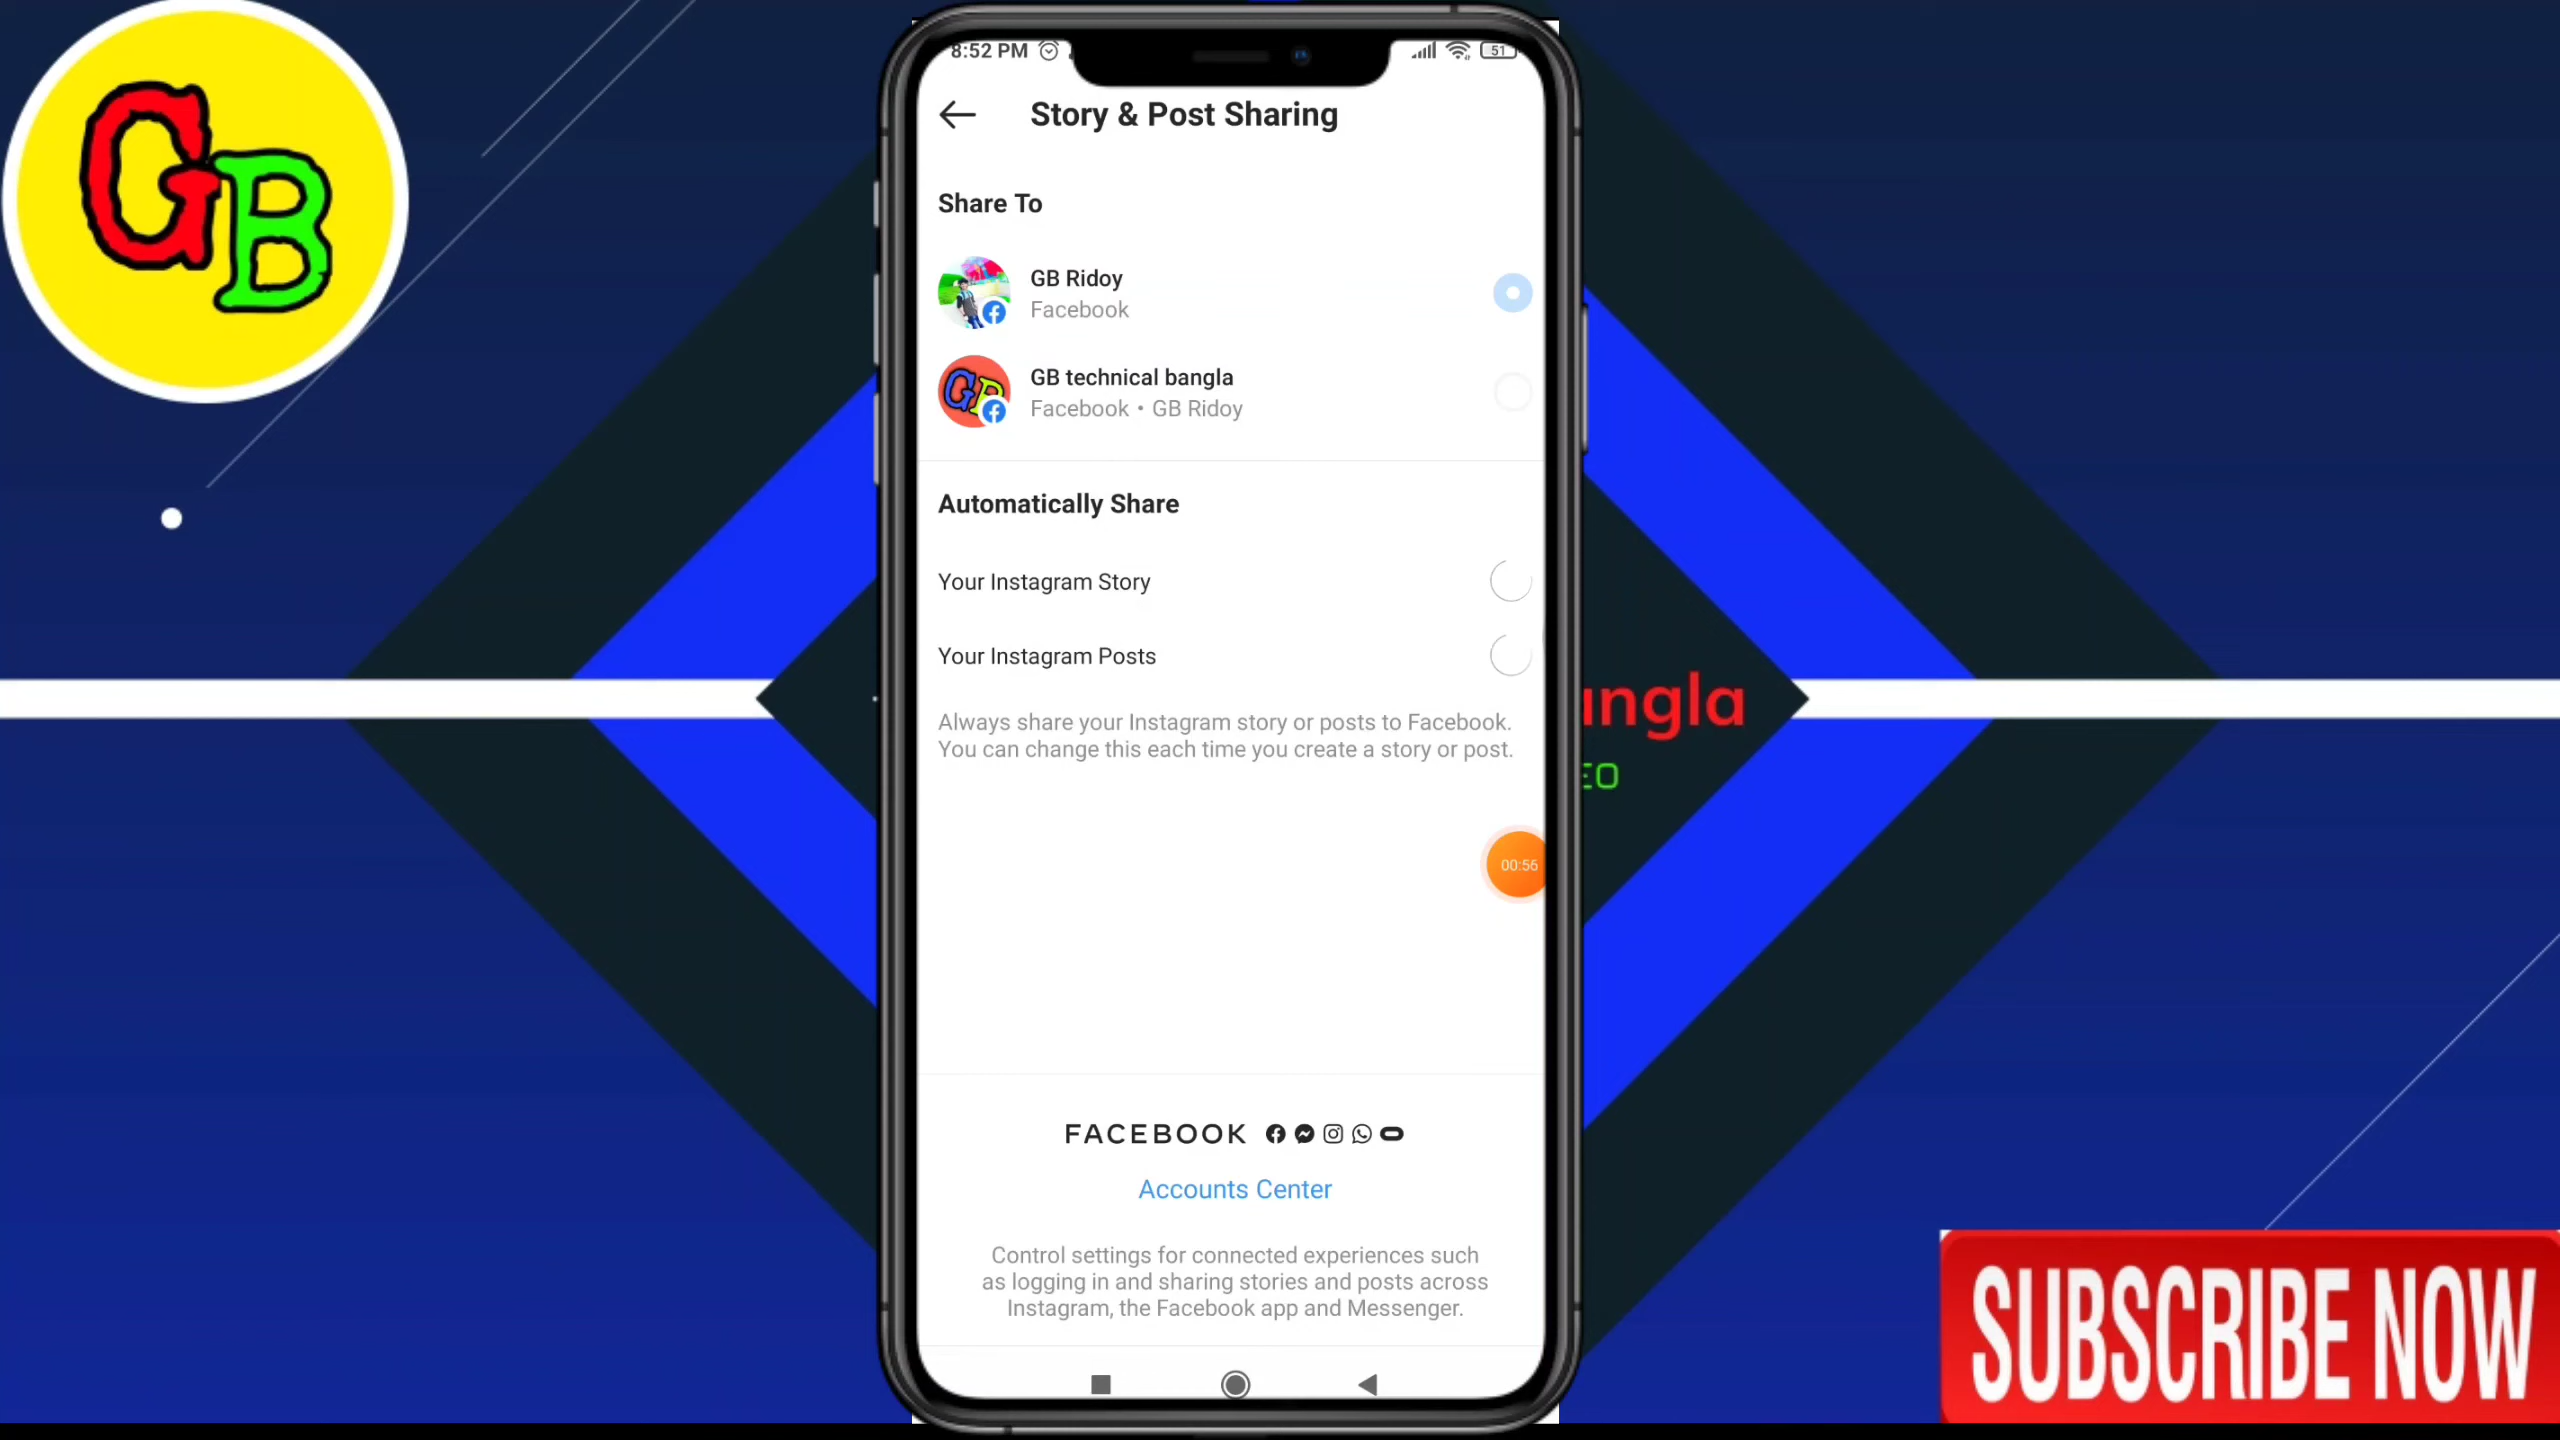 GB
8:52 PM
51
Story & Post Sharing
Share To
GB Ridoy
Facebook
GB technical bangla
Facebook • GB Ridoy
Automatically Share
Your Instagram Story
Your Instagram Posts
Always share your Instagram story or posts to Facebook.
You can change this each time you create a story or post.
angla
EO
00:56
FACEBOOK
Accounts Center
Control settings for connected experiences such
as logging in and sharing stories and posts across
Instagram, the Facebook app and Messenger.
SUBSCRIBE NOW